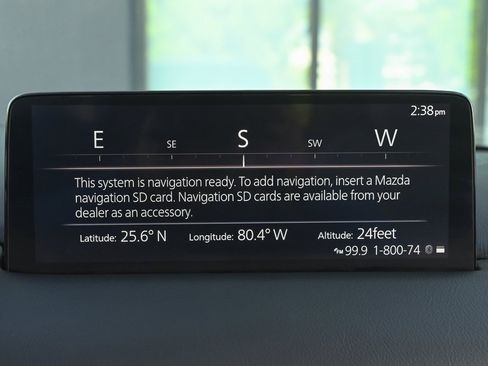 2:38pm
E SE S SW W
This system is navigation ready. To add navigation, insert a Mazda
navigation SD card. Navigation SD cards are available from your
dealer as an accessory.
Latitude: 25.6° N Longitude: 80.4° W Altitude: 24feet
FM 99.9 1-800-74